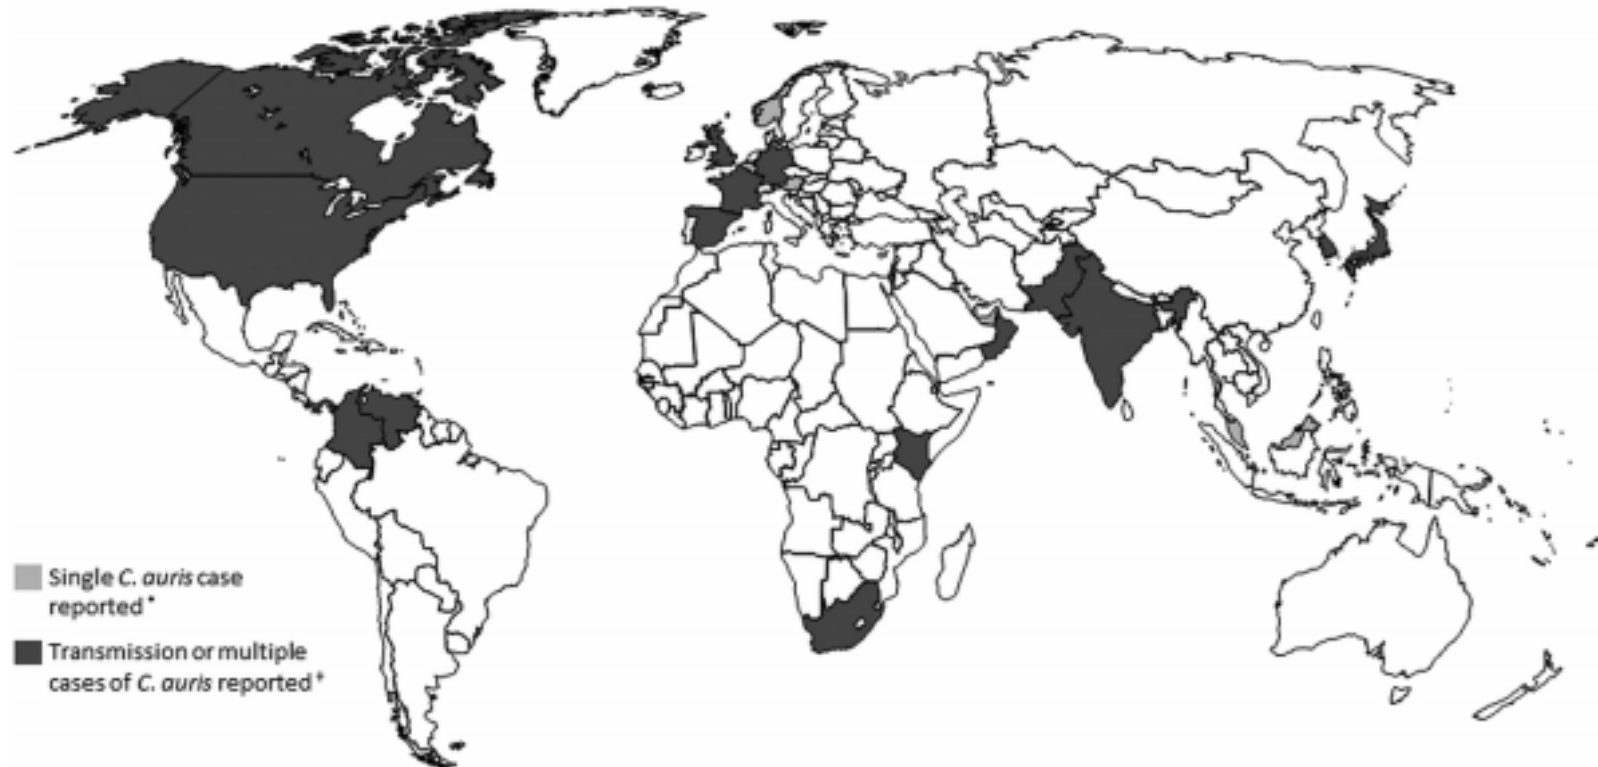 Single C. auris case
reported *
Transmission or multiple
cases of C. auris reported †